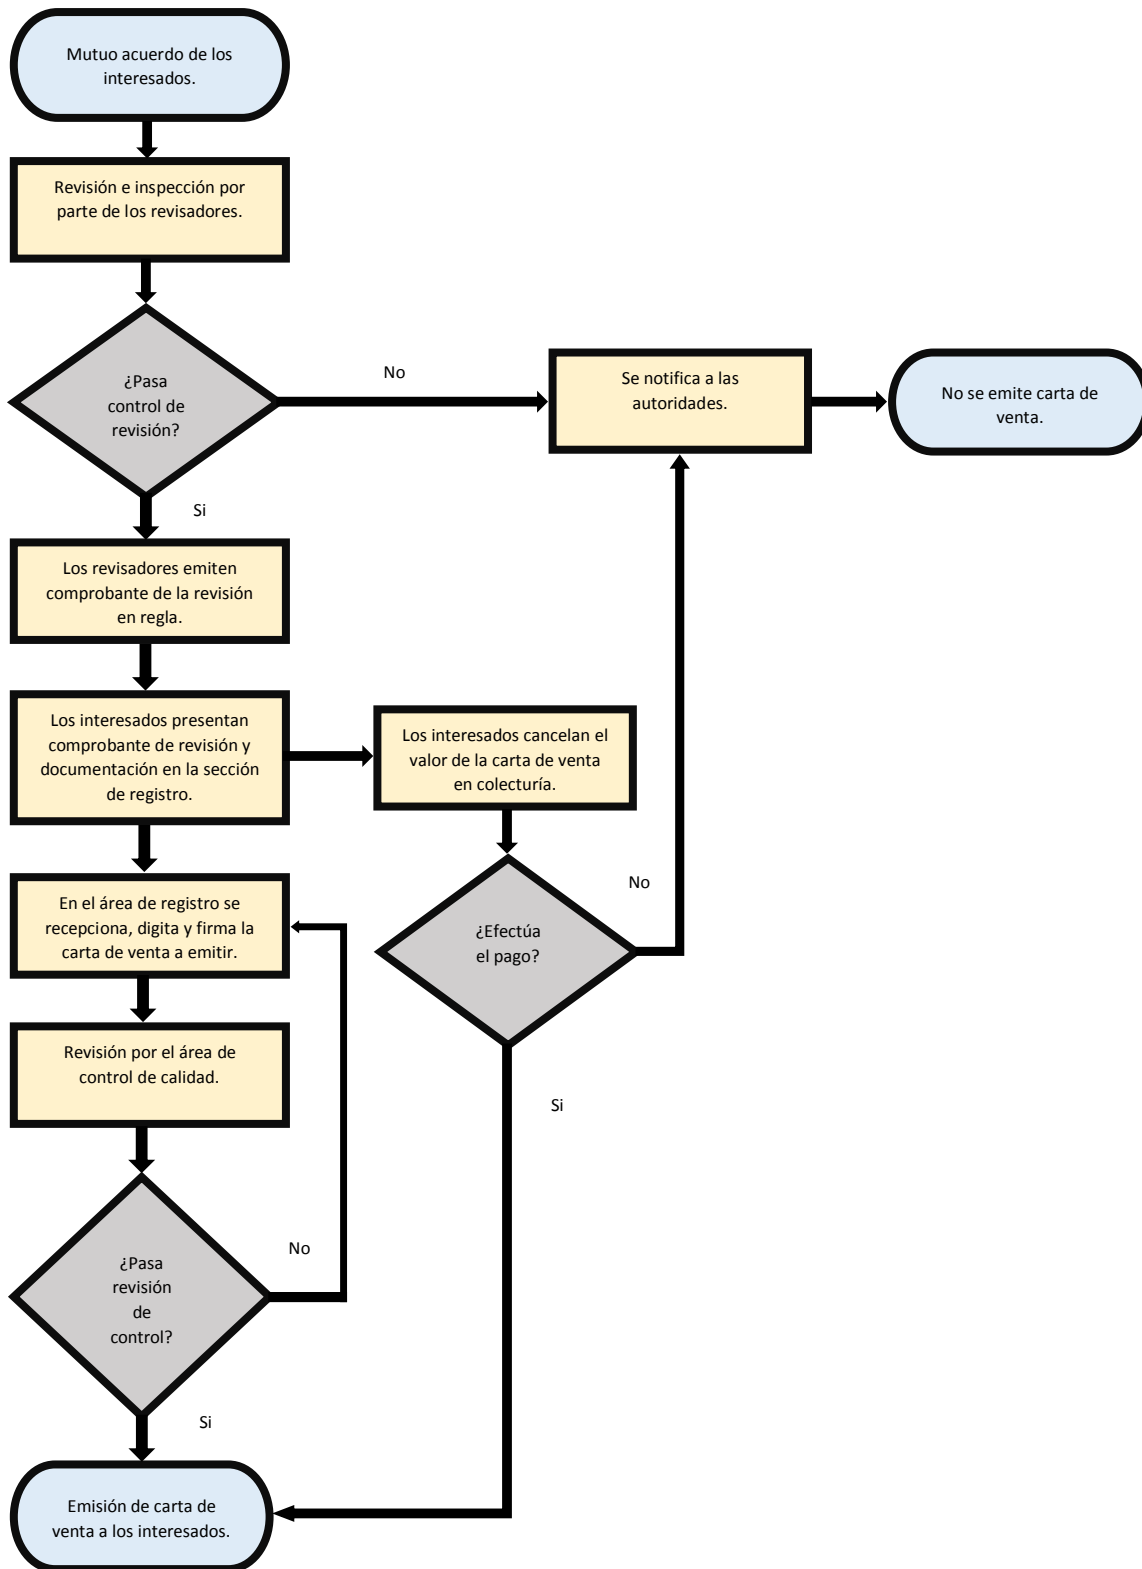 Mutuo acuerdo de los
interesados.
Revisión e inspección por
parte de los revisadores.
¿Pasa
control de
revisión?
No
Se notifica a las
autoridades.
No se emite carta de
venta.
Si
Los revisadores emiten
comprobante de la revisión
en regla.
Los interesados presentan
comprobante de revisión y
documentación en la sección
de registro.
Los interesados cancelan el
valor de la carta de venta
en colecturía.
En el área de registro se
recepciona, digita y firma la
carta de venta a emitir.
¿Efectúa
el pago?
No
Revisión por el área de
control de calidad.
Si
¿Pasa
revisión
de
control?
No
Si
Emisión de carta de
venta a los interesados.